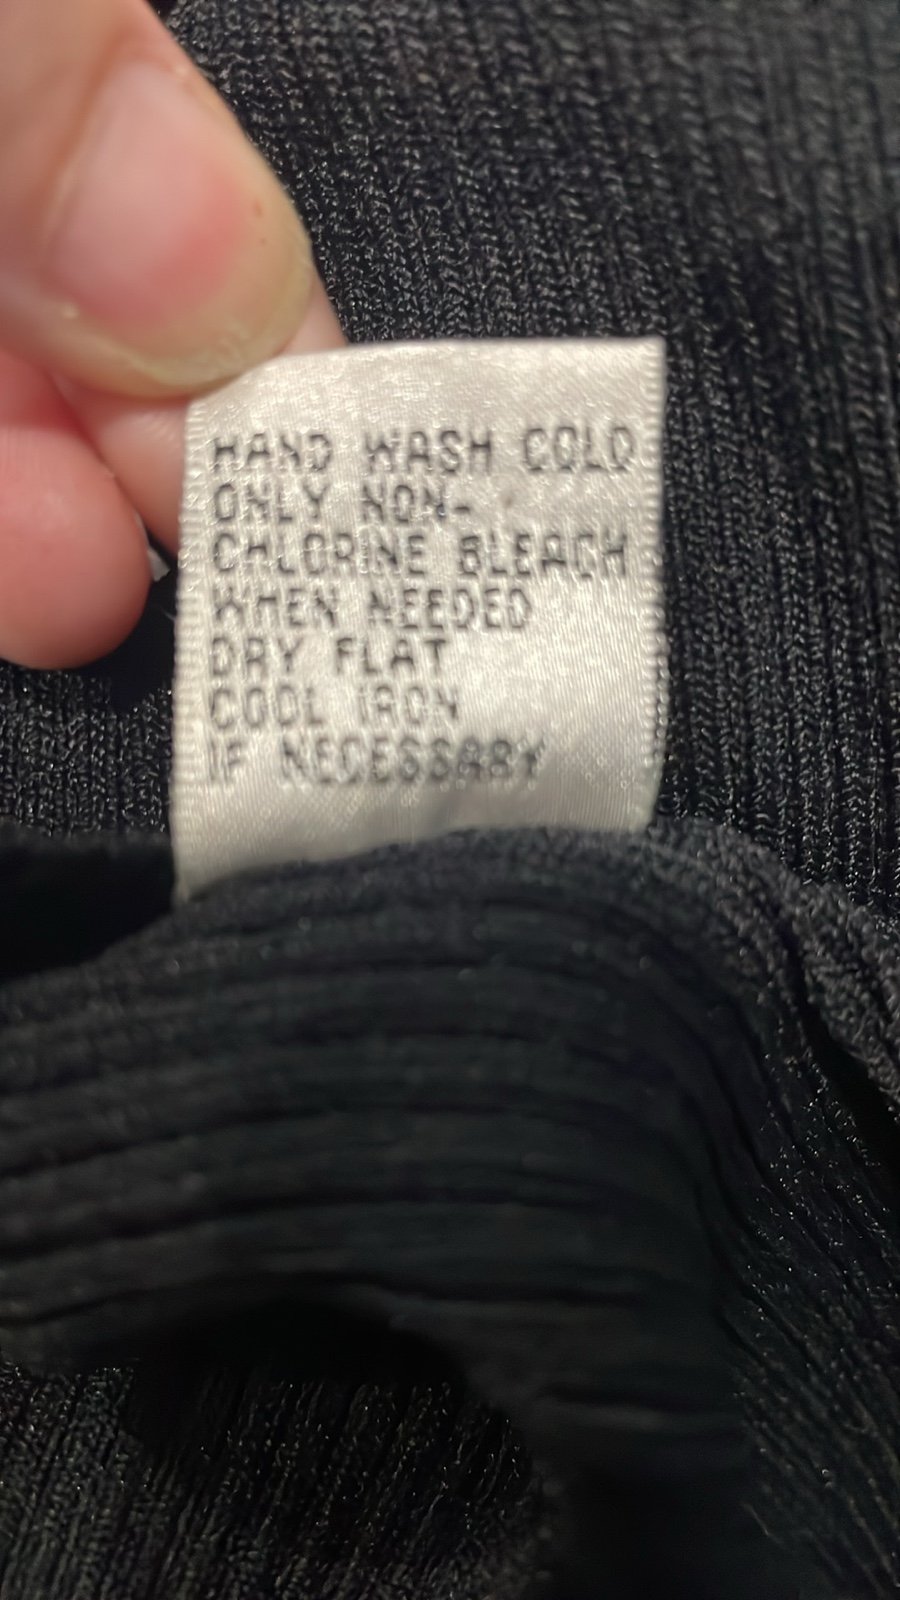 HAND WASH COLD
ONLY NON-
CHLORINE BLEACH
WHEN NEEDED
DRY FLAT
COOL IRON
IF NECESSARY